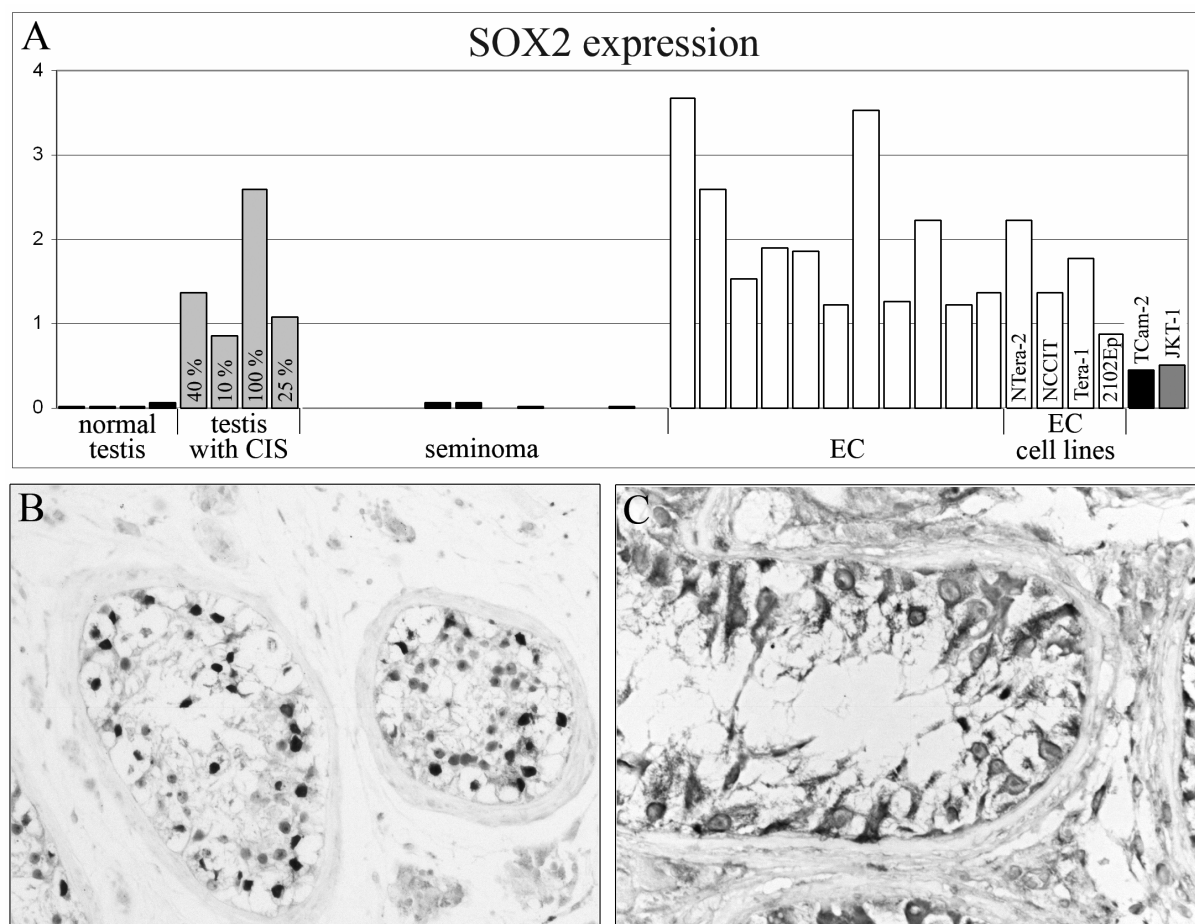 A
SOX2 expression
4
3
2
1
0
40 %
10 %
100 %
25 %
NTera-2
NCCIT
Tera-1
2102Ep
TCam-2
JKT-1
normal
testis
testis
with CIS
seminoma
EC
EC
cell lines
B
C